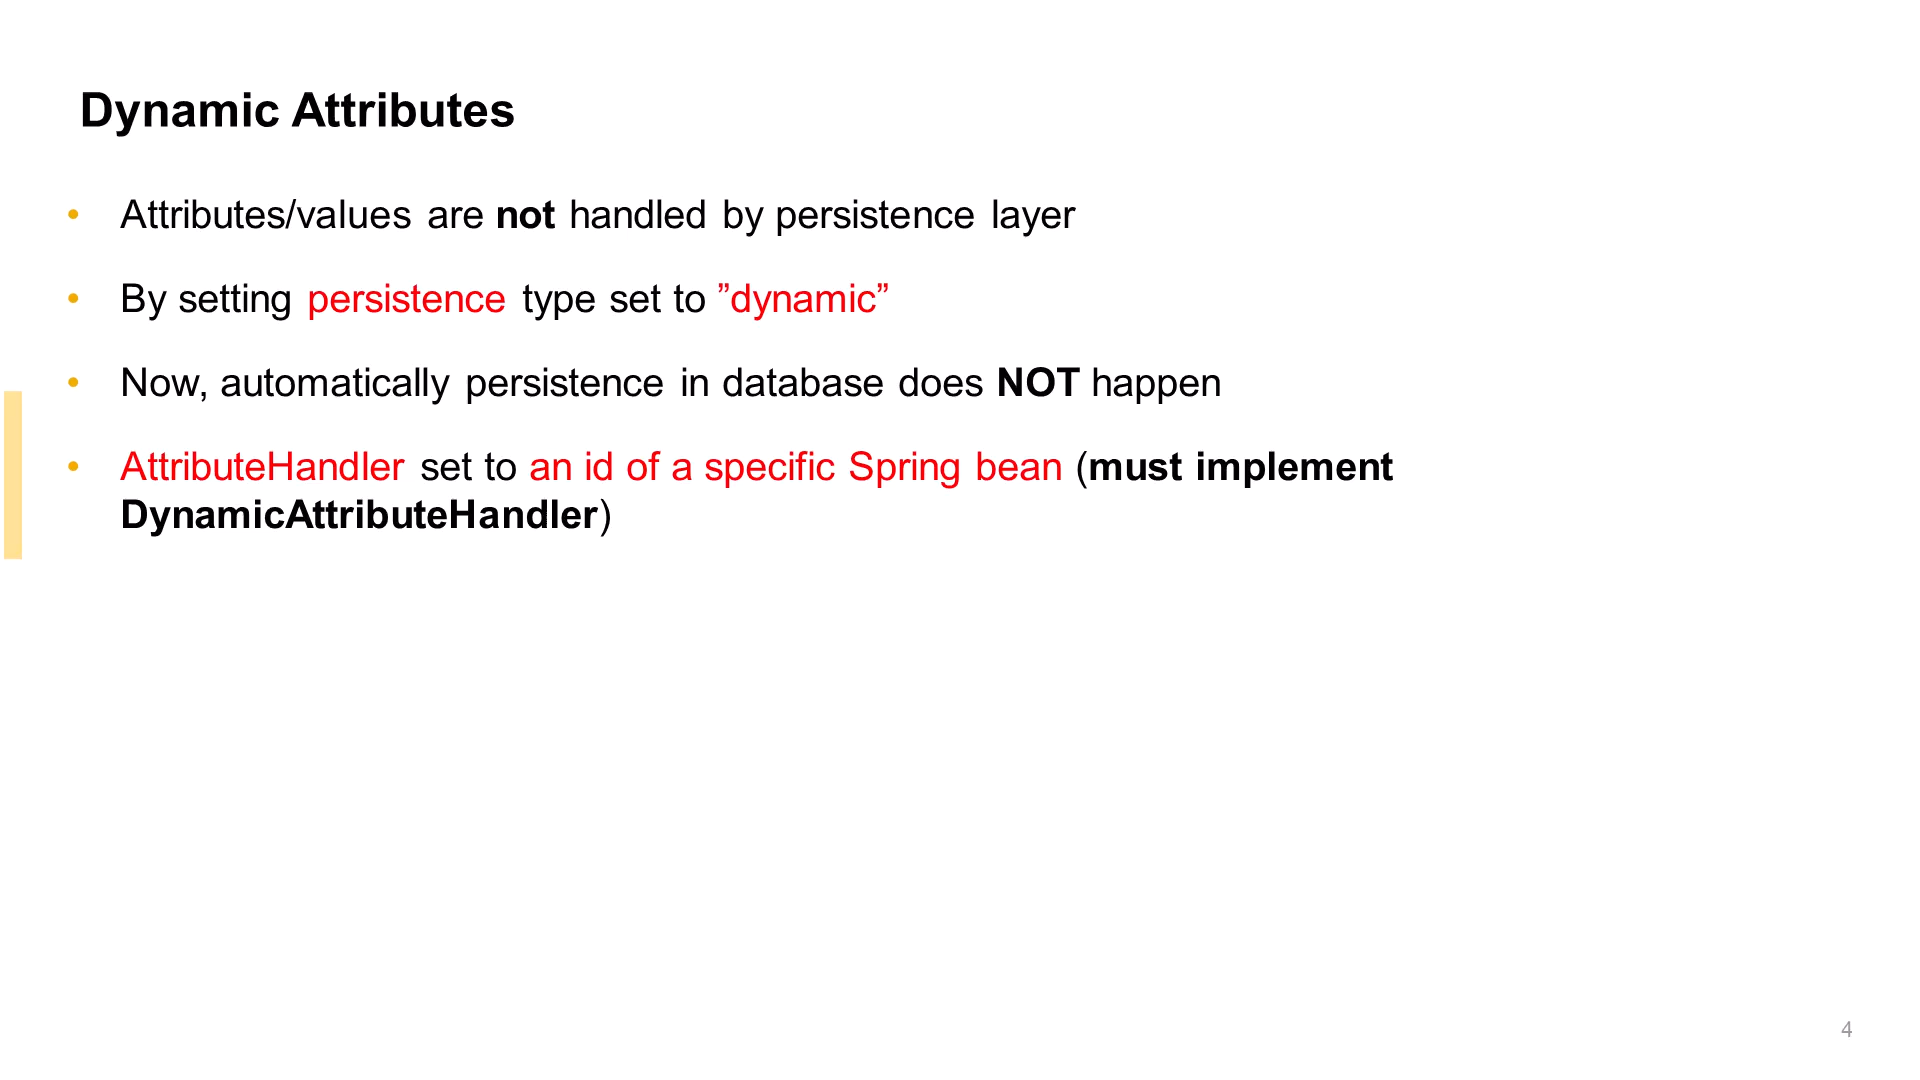 Dynamic Attributes
• Attributes/values are not handled by persistence layer
• By setting persistence type set to ”dynamic”
• Now, automatically persistence in database does NOT happen
• AttributeHandler set to an id of a specific Spring bean (must implement
DynamicAttributeHandler)
4